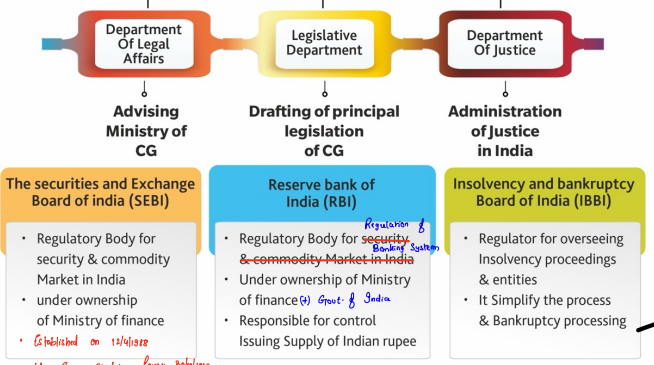 Department
Of Legal
Affairs
Legislative
Department
Department
Of Justice
Advising
Ministry of
CG
Drafting of principal
legislation
of CG
Administration
of Justice
in India
The securities and Exchange
Board of india (SEBI)
• Regulatory Body for
security & commodity
Market in India
• under ownership
of Ministry of finance
• Established on 12/4/1988
Reserve bank of
India (RBI)
Regulation of
• Regulatory Body for security
Banking System
& commodity Market in India
• Under ownership of Ministry
of finance (+) Govt. of India
• Responsible for control
Issuing Supply of Indian rupee
Insolvency and bankruptcy
Board of India (IBBI)
• Regulator for overseeing
Insolvency proceedings
& entities
• It Simplify the process
& Bankruptcy processing